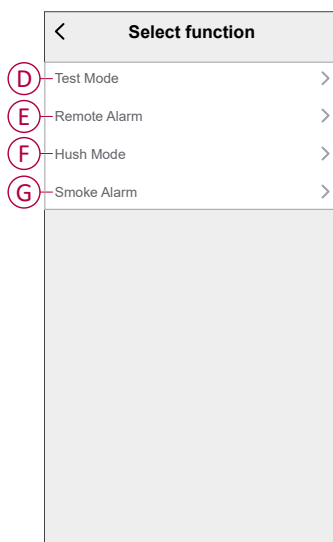 Select function
D Test Mode
E Remote Alarm
F Hush Mode
G Smoke Alarm